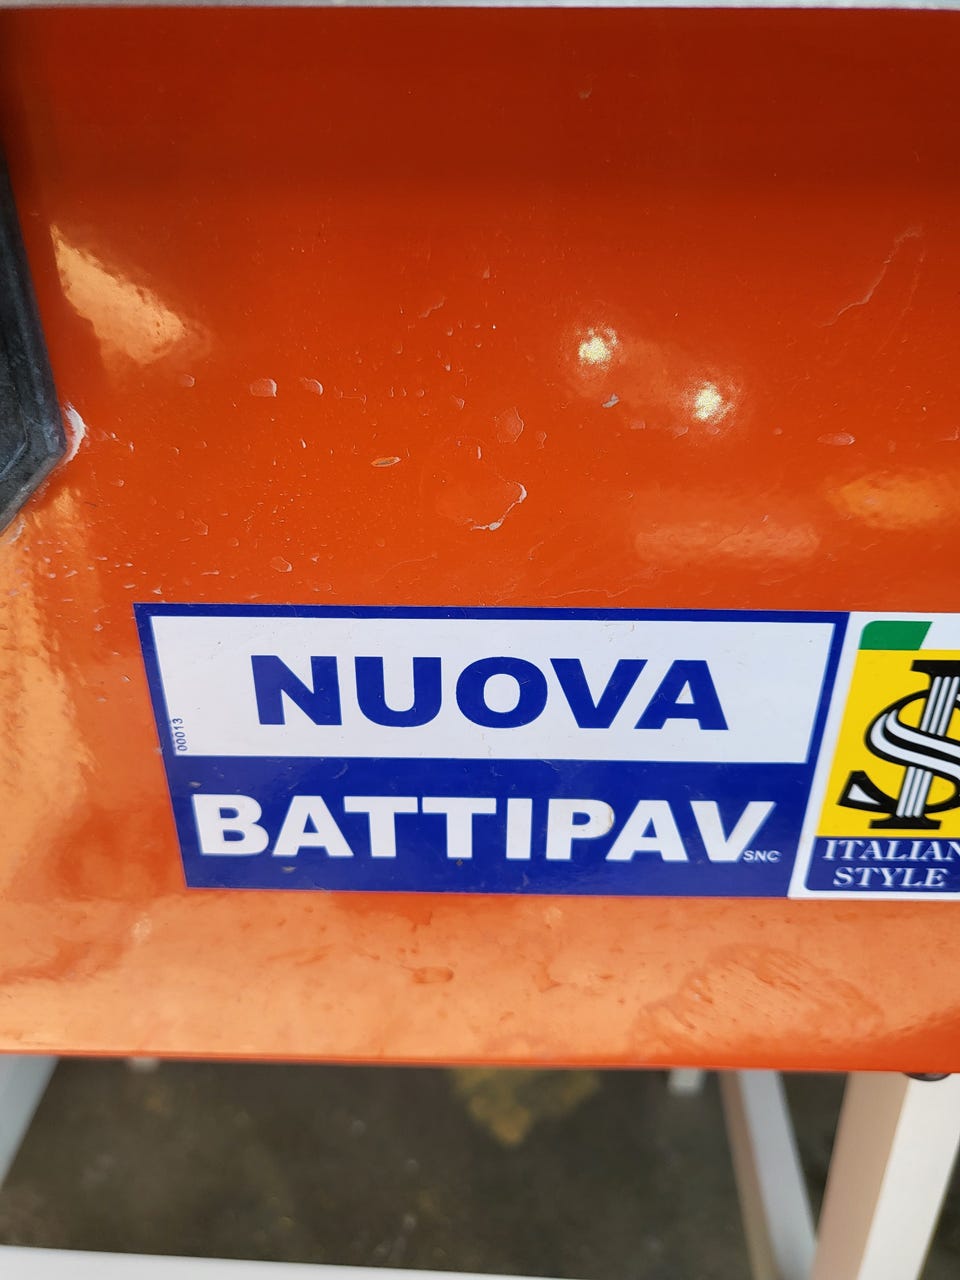 NUOVA
00013
BATTIPAV SNC
ITALIAN
STYLE